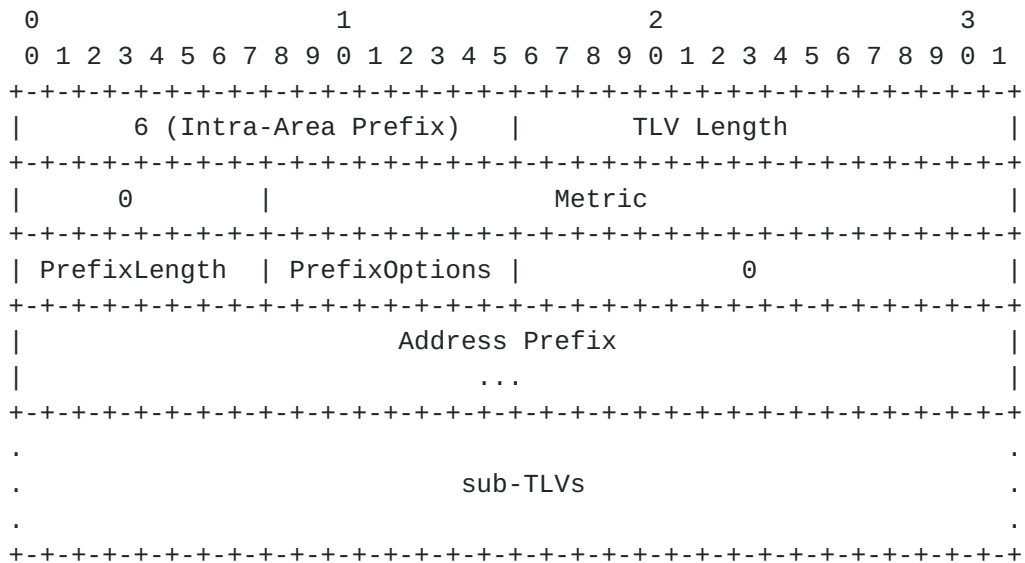 0                   1                   2                   3
 0 1 2 3 4 5 6 7 8 9 0 1 2 3 4 5 6 7 8 9 0 1 2 3 4 5 6 7 8 9 0 1
+-+-+-+-+-+-+-+-+-+-+-+-+-+-+-+-+-+-+-+-+-+-+-+-+-+-+-+-+-+-+-+-+
|       6 (Intra-Area Prefix)   |       TLV Length              |
+-+-+-+-+-+-+-+-+-+-+-+-+-+-+-+-+-+-+-+-+-+-+-+-+-+-+-+-+-+-+-+-+
|      0        |                  Metric                       |
+-+-+-+-+-+-+-+-+-+-+-+-+-+-+-+-+-+-+-+-+-+-+-+-+-+-+-+-+-+-+-+-+
| PrefixLength  | PrefixOptions |              0                |
+-+-+-+-+-+-+-+-+-+-+-+-+-+-+-+-+-+-+-+-+-+-+-+-+-+-+-+-+-+-+-+-+
|                        Address Prefix                         |
|                             ...                               |
+-+-+-+-+-+-+-+-+-+-+-+-+-+-+-+-+-+-+-+-+-+-+-+-+-+-+-+-+-+-+-+-+
.                                                               .
.                            sub-TLVs                           .
.                                                               .
+-+-+-+-+-+-+-+-+-+-+-+-+-+-+-+-+-+-+-+-+-+-+-+-+-+-+-+-+-+-+-+-+